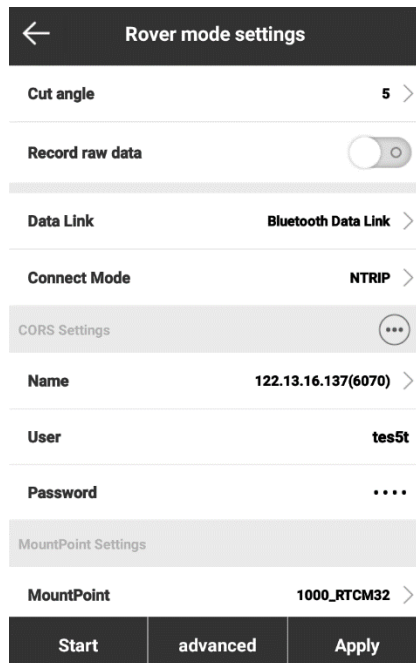 Rover mode settings
Cut angle 5
Record raw data
Data Link Bluetooth Data Link
Connect Mode NTRIP
CORS Settings
Name 122.13.16.137(6070)
User tes5t
Password ••••
MountPoint Settings
MountPoint 1000_RTCM32
Start advanced Apply